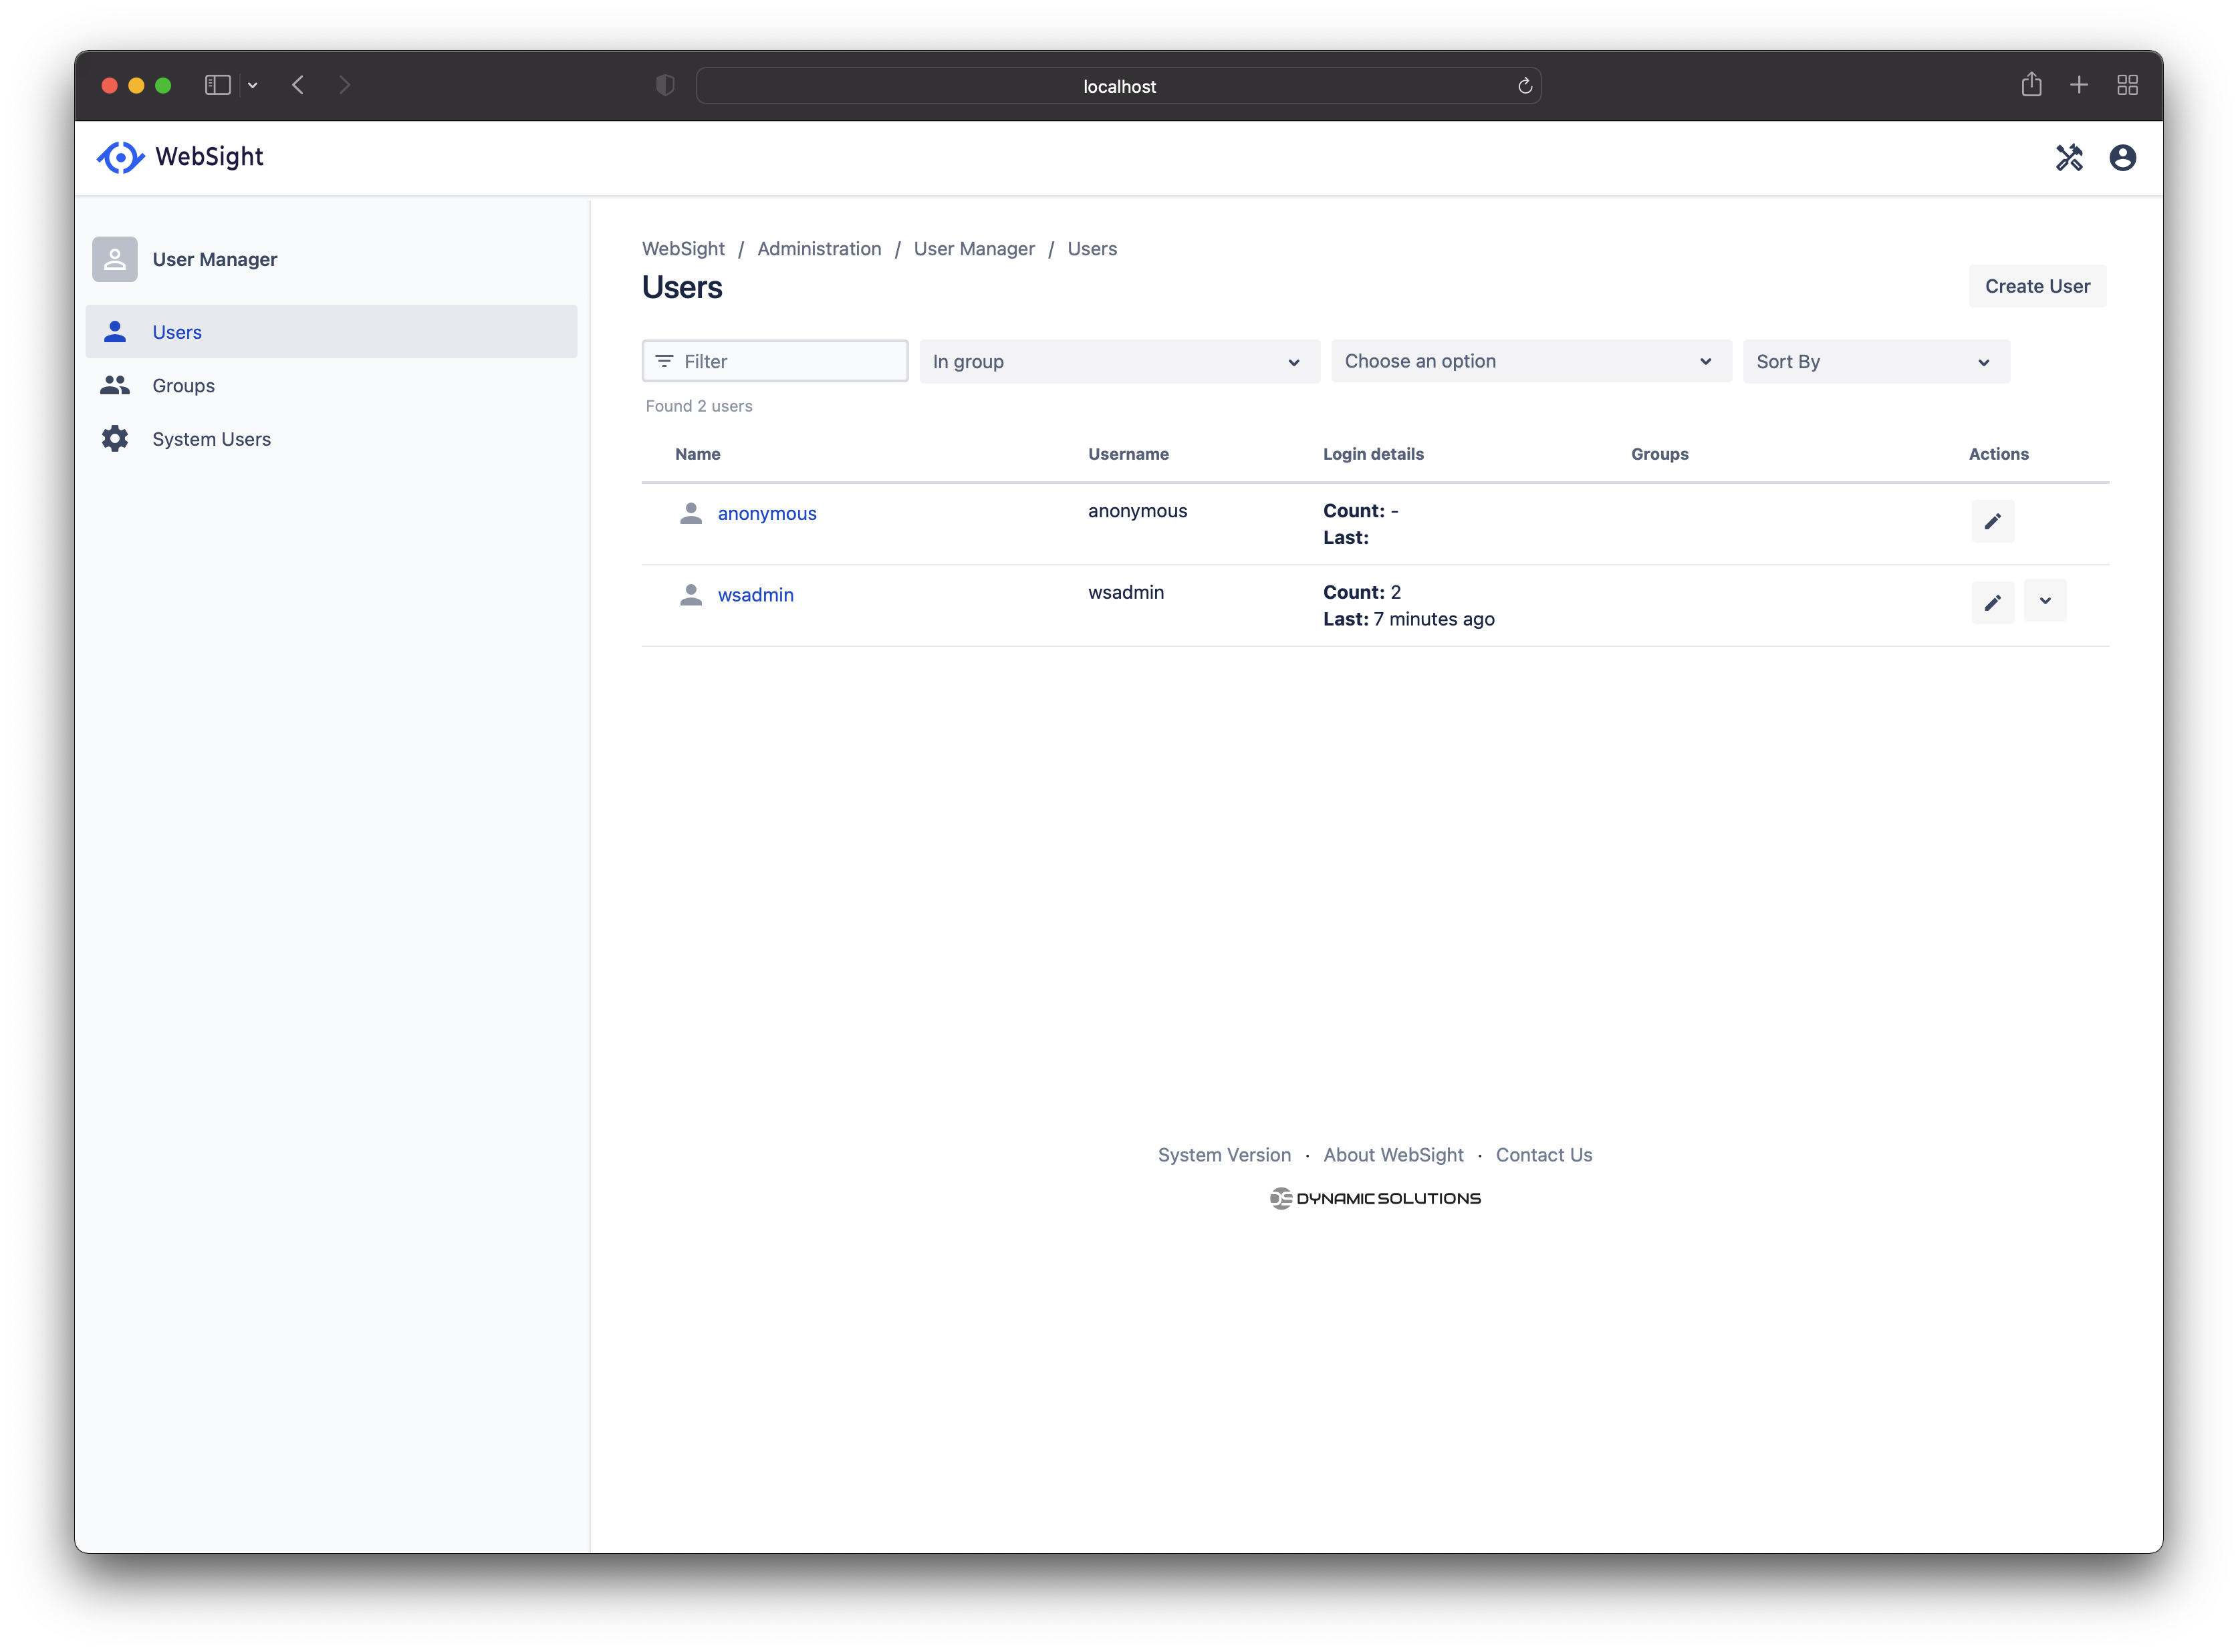 localhost
WebSight
User Manager
Users
Groups
System Users
WebSight / Administration / User Manager / Users
Users
Create User
Filter
In group
Choose an option
Sort By
Found 2 users
Name Username Login details Groups Actions
anonymous anonymous Count: -
Last:
wsadmin wsadmin Count: 2
Last: 7 minutes ago
System Version · About WebSight · Contact Us
DS DYNAMIC SOLUTIONS